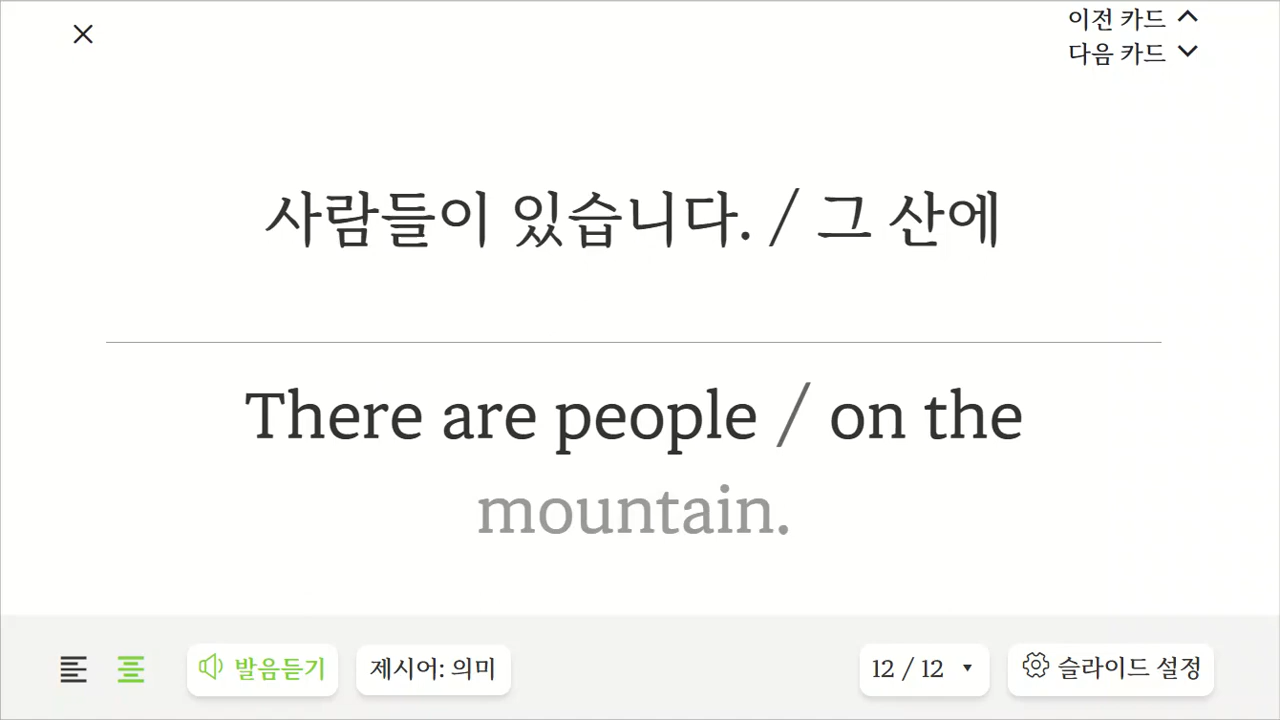 이전 카드
다음 카드
사람들이 있습니다. / 그 산에
There are people / on the
mountain.
발음듣기
제시어: 의미
12 / 12
슬라이드 설정